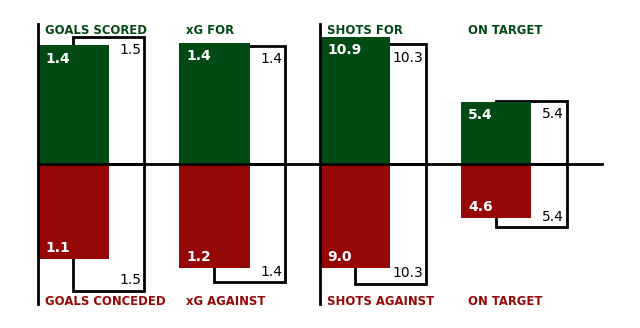 GOALS SCORED xG FOR SHOTS FOR ON TARGET
1.4 1.5 1.4 1.4 10.9 10.3 5.4 5.4
1.1 1.5 1.2 1.4 9.0 10.3 4.6 5.4
GOALS CONCEDED xG AGAINST SHOTS AGAINST ON TARGET